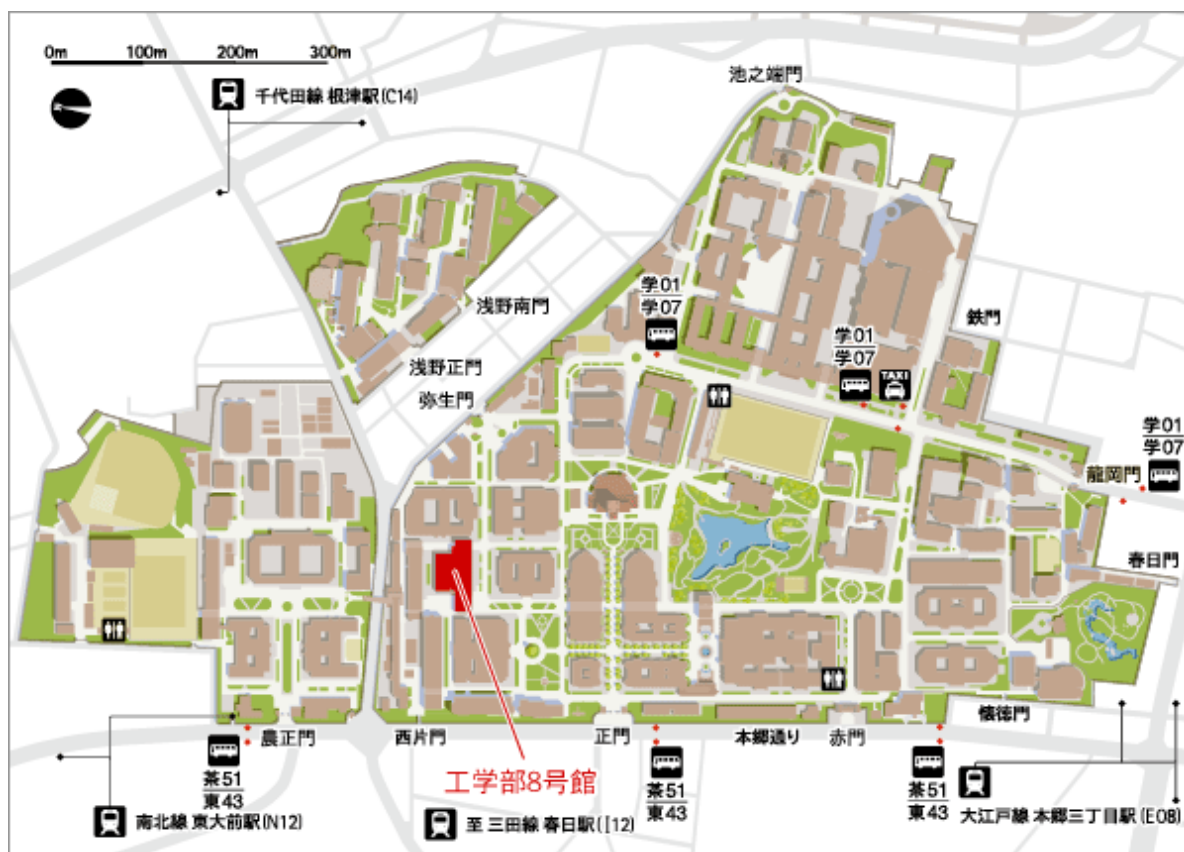 0m 100m 200m 300m
千代田線 根津駅(C14)
池之端門
浅野南門
学01
学07
学01
学07
TAXI
鉄門
浅野正門
弥生門
学01
学07
龍岡門
春日門
農正門
西片門
正門
本郷通り
赤門
懐徳門
茶51
東43
工学部8号館
茶51
東43
茶51
東43
南北線 東大前駅(N12)
至 三田線 春日駅(I12)
大江戸線 本郷三丁目駅(E08)